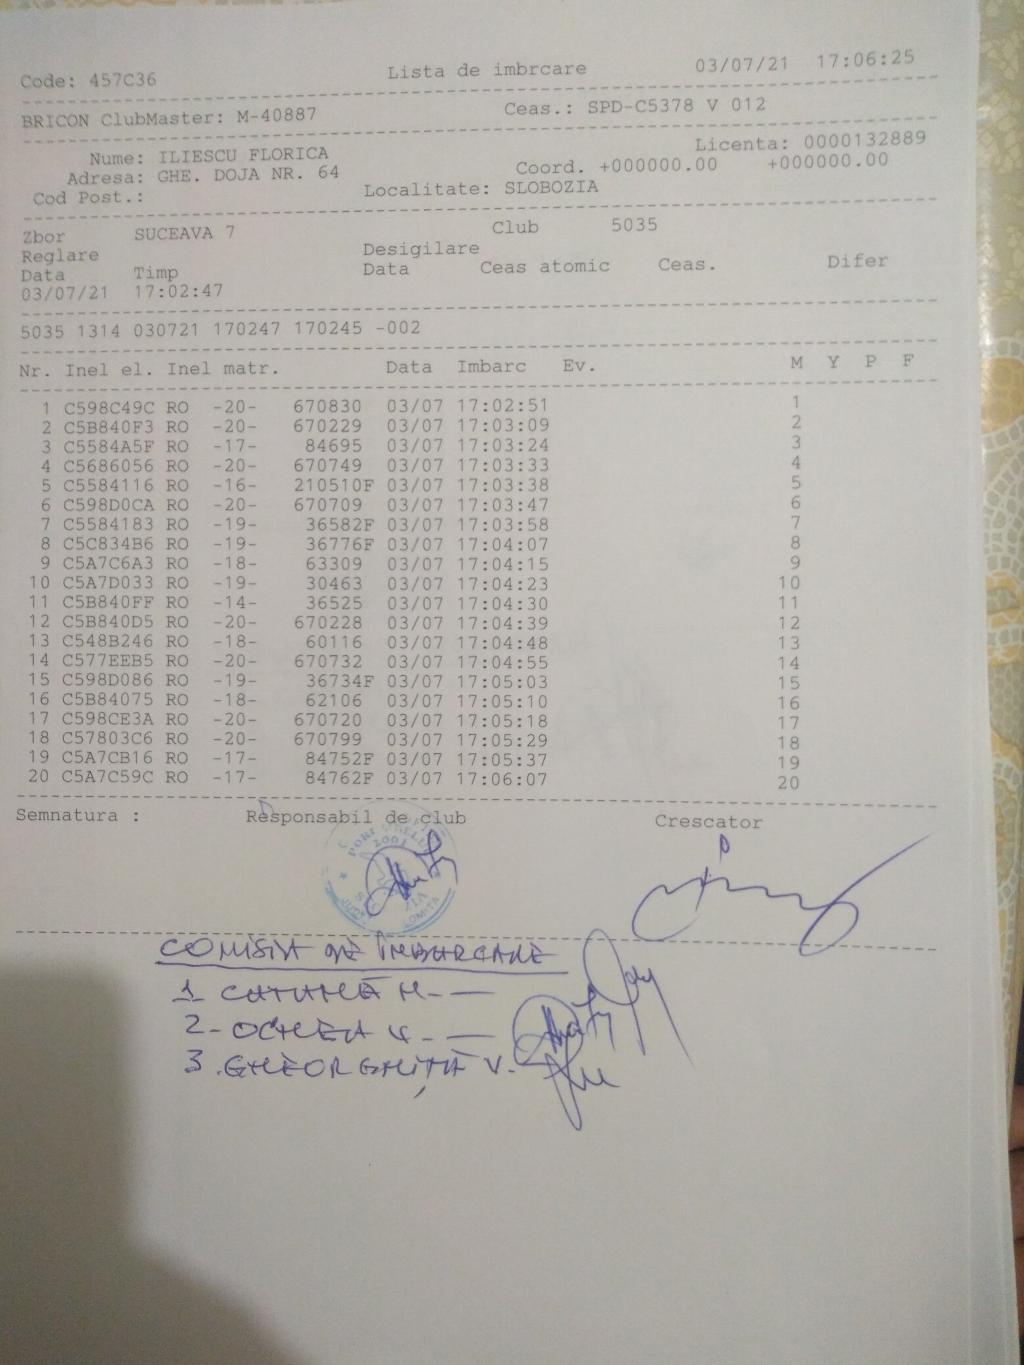 Code: 457C36 Lista de imbrcare 03/07/21 17:06:25
BRICON ClubMaster: M-40887 Ceas.: SPD-C5378 V 012
Licenta: 0000132889
Nume: ILIESCU FLORICA
Coord. +000000.00 +000000.00
Adresa: GHE. DOJA NR. 64
Cod Post.: Localitate: SLOBOZIA
Zbor SUCEAVA 7 Club 5035
Reglare Desigilare
Data Timp Data Ceas atomic Ceas. Difer
03/07/21 17:02:47
5035 1314 030721 170247 170245 -002
Nr. Inel el. Inel matr. Data Imbarc Ev. M Y P F
1 C598C49C RO -20- 670830 03/07 17:02:51 1
2 C5B840F3 RO -20- 670229 03/07 17:03:09 2
3 C5584A5F RO -17- 84695 03/07 17:03:24 3
4 C5686056 RO -20- 670749 03/07 17:03:33 4
5 C5584116 RO -16- 210510F 03/07 17:03:38 5
6 C598D0CA RO -20- 670709 03/07 17:03:47 6
7 C5584183 RO -19- 36582F 03/07 17:03:58 7
8 C5C834B6 RO -19- 36776F 03/07 17:04:07 8
9 C5A7C6A3 RO -18- 63309 03/07 17:04:15 9
10 C5A7D033 RO -19- 30463 03/07 17:04:23 10
11 C5B840FF RO -14- 36525 03/07 17:04:30 11
12 C5B840D5 RO -20- 670228 03/07 17:04:39 12
13 C548B246 RO -18- 60116 03/07 17:04:48 13
14 C577EEB5 RO -20- 670732 03/07 17:04:55 14
15 C598D086 RO -19- 36734F 03/07 17:05:03 15
16 C5B84075 RO -18- 62106 03/07 17:05:10 16
17 C598CE3A RO -20- 670720 03/07 17:05:18 17
18 C57803C6 RO -20- 670799 03/07 17:05:29 18
19 C5A7CB16 RO -17- 84752F 03/07 17:05:37 19
20 C5A7C59C RO -17- 84762F 03/07 17:06:07 20
Semnatura : Responsabil de club Crescator
2001
COMISIA DE ÎMBARCARE
1
2- OCNEA
3. GHEORGHIȚĂ V.